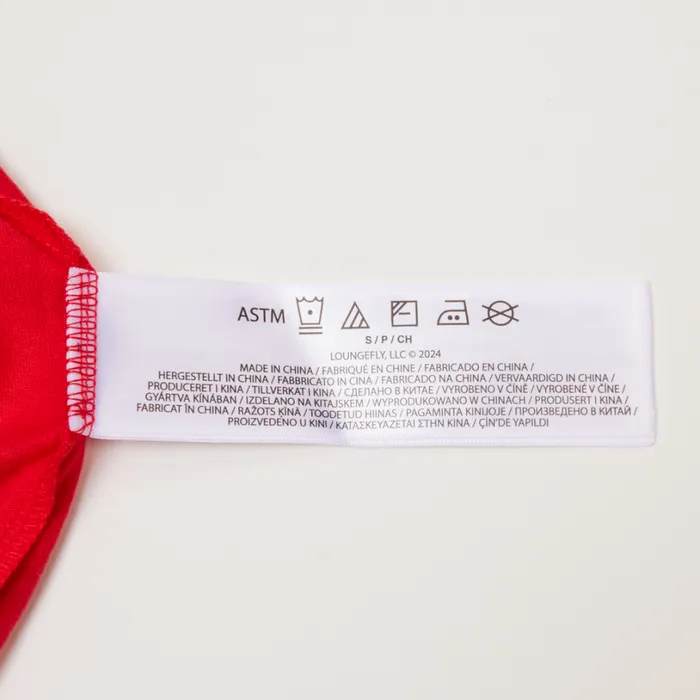 ASTM
S / P / CH
LOUNGEFLY, LLC © 2024
MADE IN CHINA / FABRIQUÉ EN CHINE / FABRICADO EN CHINA /
HERGESTELLT IN CHINA / FABBRICATO IN CINA / FABRICADO NA CHINA / VERVAARDIGD IN CHINA /
PRODUCERET I KINA / TILLVERKAT I KINA / СДЕЛАНО В КИТАЕ / VYROBENO V ČÍNĚ / VYROBENÉ V ČÍNE /
GYÁRTVA KÍNÁBAN / IZDELANO NA KITAJSKEM / WYPRODUKOWANO W CHINACH / PRODUSERT I KINA /
FABRICAT ÎN CHINA / RAŽOTS ĶĪNĀ / TOODETUD HIINAS / PAGAMINTA KINIJOJE / ПРОИЗВЕДЕНО В КИТАЙ /
PROIZVEDENO U KINI / ΚΑΤΑΣΚΕΥΑΖΕΤΑΙ ΣΤΗΝ ΚΙΝΑ / ÇİN'DE YAPILDI